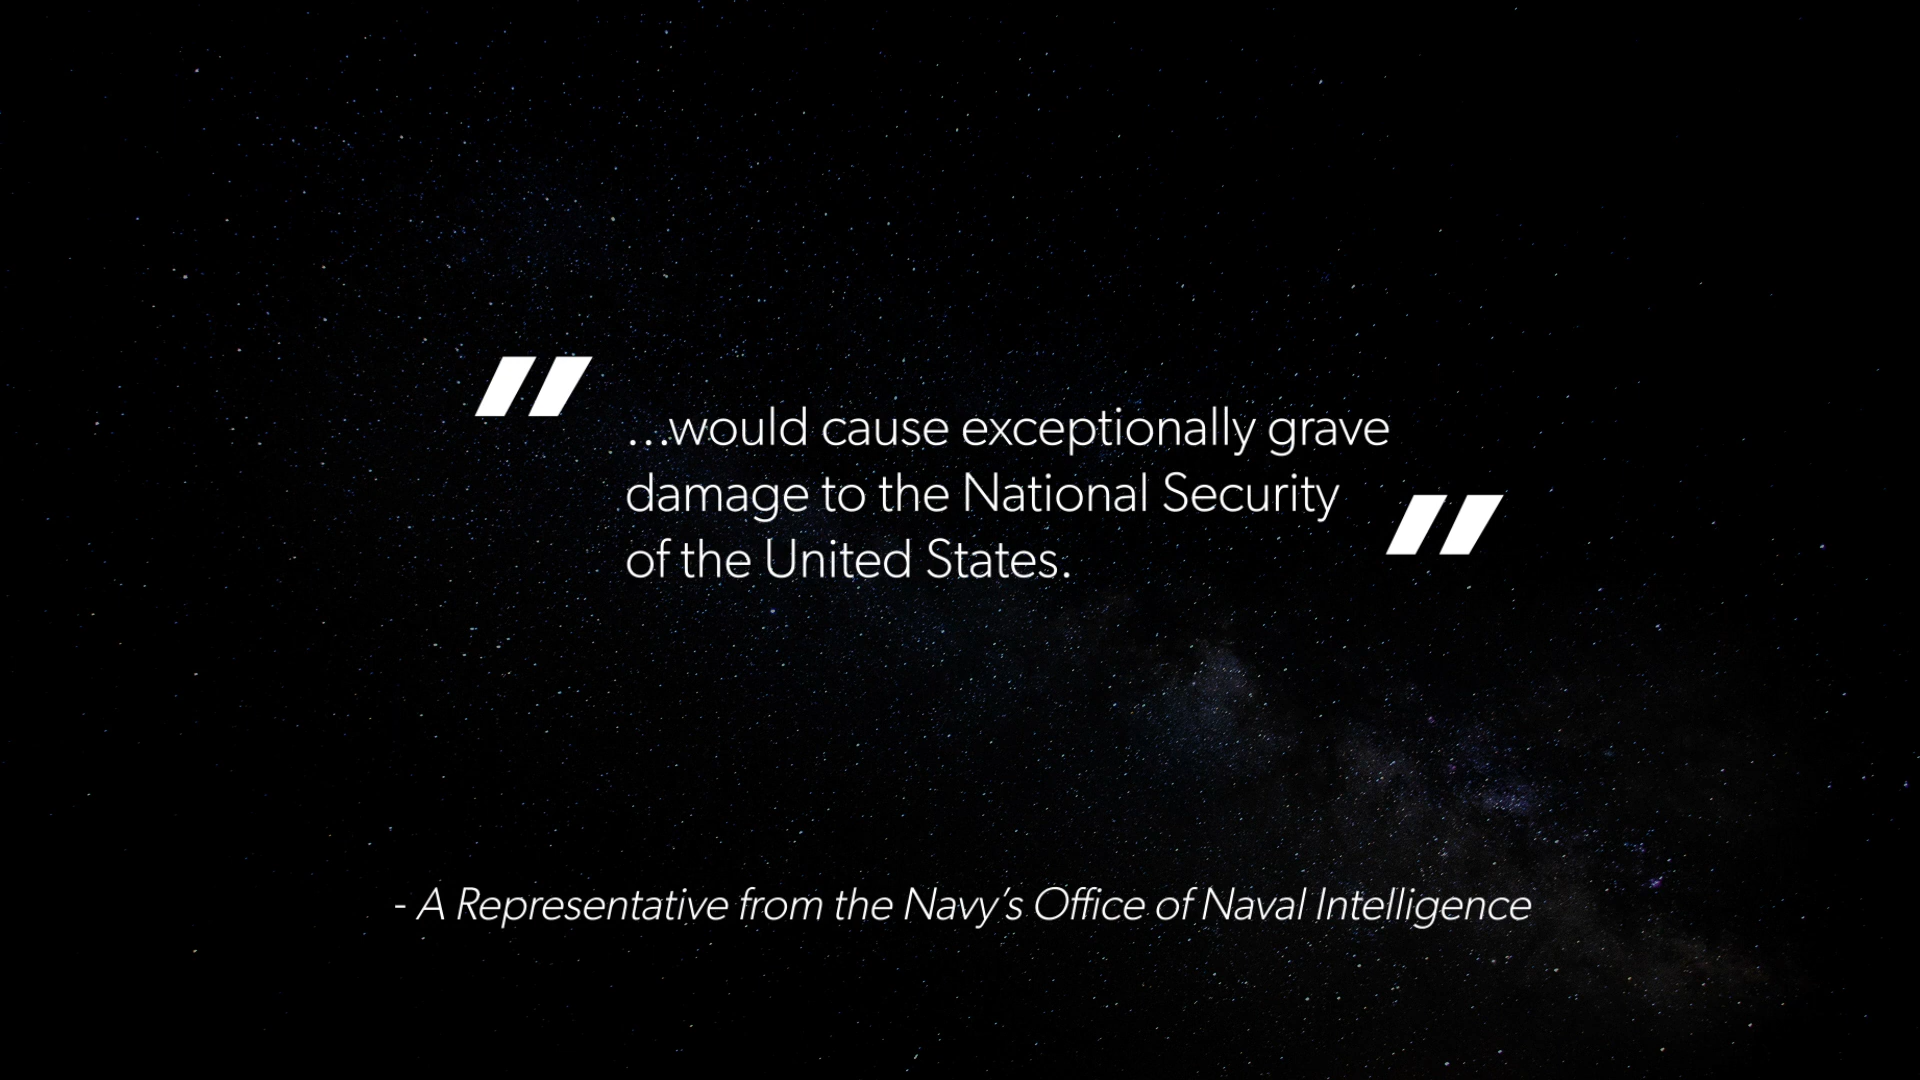 "…would cause exceptionally grave
damage to the National Security
of the United States."
- A Representative from the Navy’s Office of Naval Intelligence